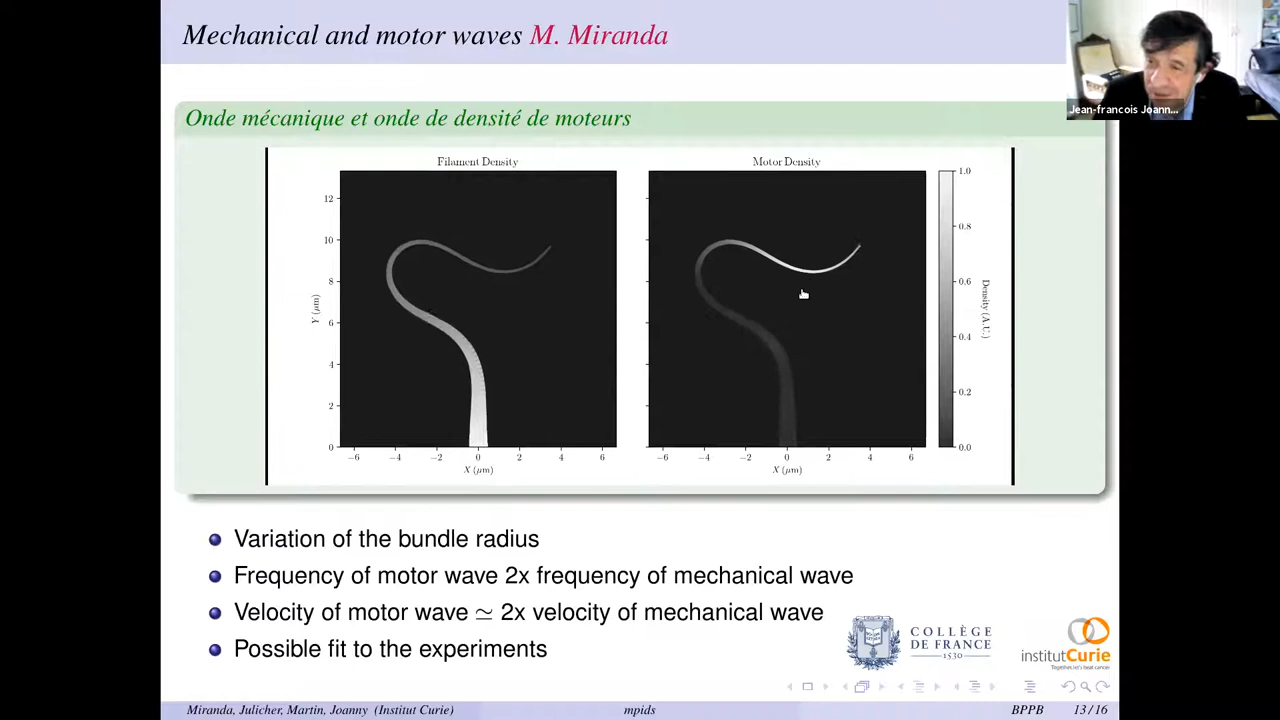 Mechanical and motor waves M. Miranda
Jean-francois Joann...
Onde mécanique et onde de densité de moteurs
Filament Density
Motor Density
12
10
8
6
4
2
0
Y (μm)
−6 −4 −2 0 2 4 6
X (μm)
−6 −4 −2 0 2 4 6
X (μm)
1.0
0.8
0.6
0.4
0.2
0.0
Density (A.U.)
Variation of the bundle radius
Frequency of motor wave 2x frequency of mechanical wave
Velocity of motor wave ≃ 2x velocity of mechanical wave
Possible fit to the experiments
COLLÈGE
DE FRANCE
1530
institutCurie
Together, let's beat cancer.
Miranda, Julicher, Martin, Joanny (Institut Curie)
mpids
BPPB
13 / 16